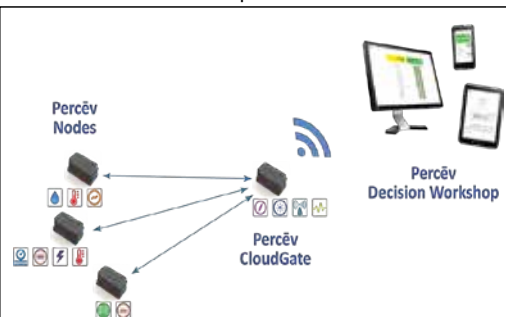 Percēv
Nodes
Percēv
CloudGate
Percēv
Decision Workshop